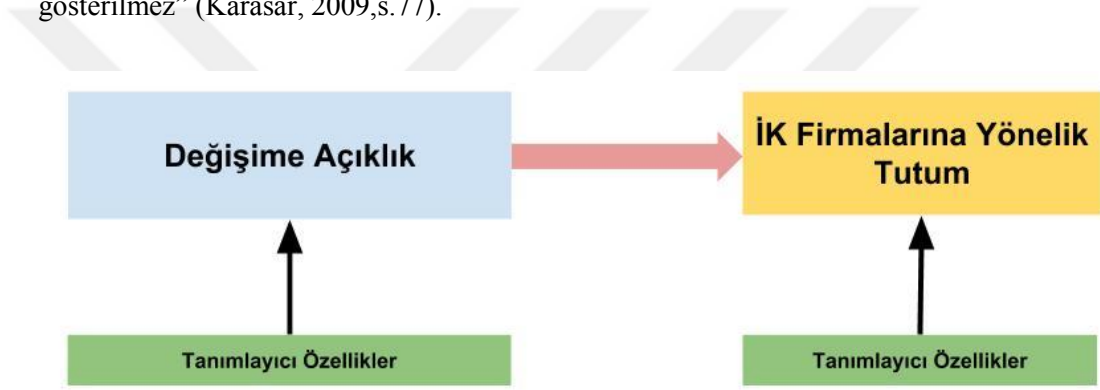 gösterilmez” (Karasar, 2009,s.77).
Değişime Açıklık
İK Firmalarına Yönelik
Tutum
Tanımlayıcı Özellikler
Tanımlayıcı Özellikler